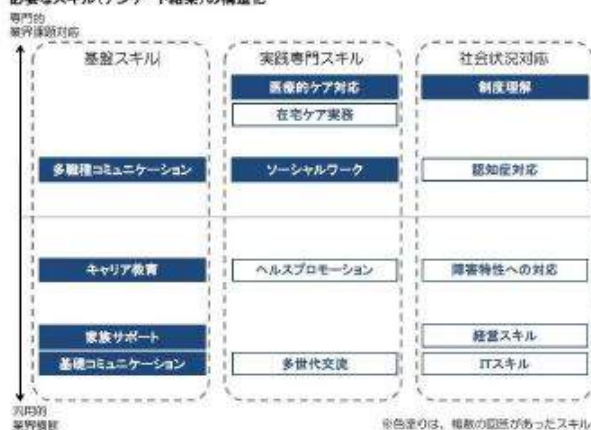 必要なスキル(アンケート結果)の構造化
専門的
業界課題対応
基盤スキル
実践専門スキル
社会状況対応
医療的ケア対応
制度理解
在宅ケア実務
多職種コミュニケーション
ソーシャルワーク
認知症対応
キャリア教育
ヘルスプロモーション
障害特性への対応
家族サポート
経営スキル
基礎コミュニケーション
多世代交流
ITスキル
汎用的
※色塗りは、複数の回答があったスキル